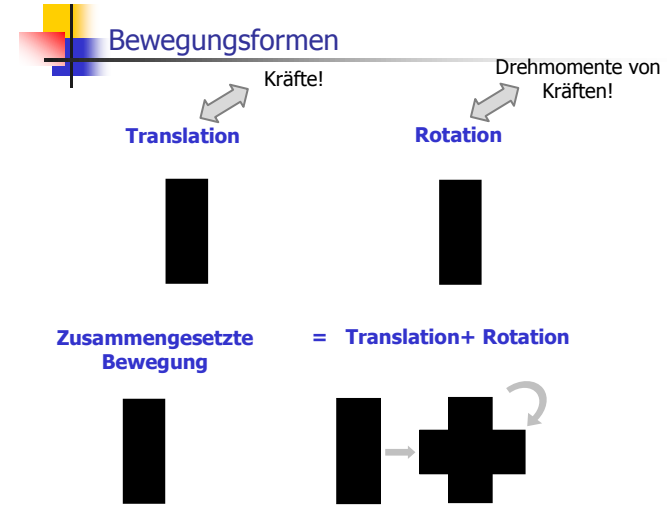 Bewegungsformen
Kräfte!
Drehmomente von
Kräften!
Translation
Rotation
Zusammengesetzte
Bewegung
= Translation+ Rotation